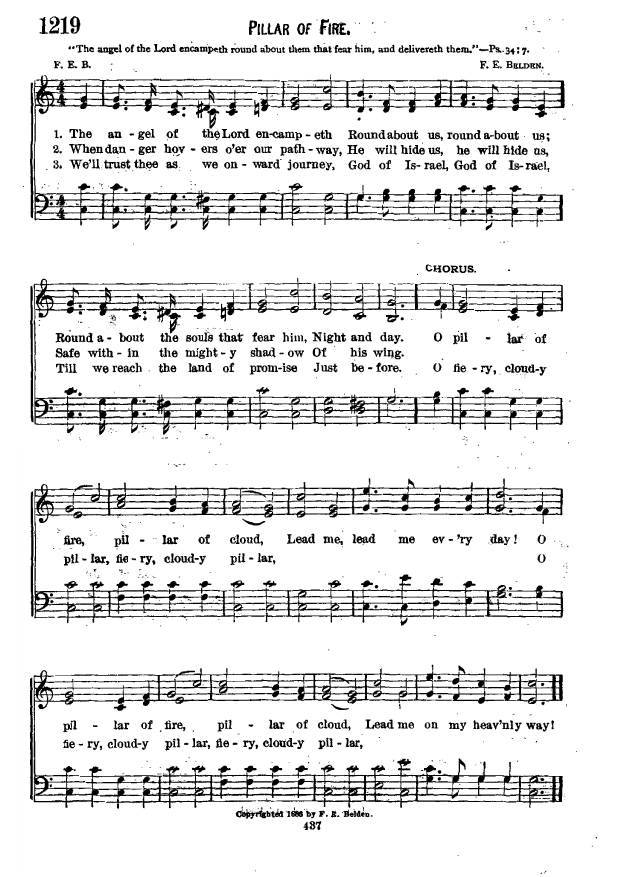 1219
PILLAR OF FIRE.
"The angel of the Lord encampeth round about them that fear him, and delivereth them."—Ps. 34:7.
F. E. B. F. E. BELDEN.
1. The an - gel of the Lord en-camp - eth Round about us, round a-bout us;
2. When dan - ger hov - ers o'er our path - way, He will hide us, he will hide us,
3. We'll trust thee as we on - ward journey, God of Is- rael, God of Is- rael,
CHORUS.
Round a - bout the souls that fear him, Night and day. O pil - lar of
Safe with - in the might - y shad - ow Of his wing.
Till we reach the land of prom-ise Just be - fore. O fie - ry, cloud-y
fire, pil - lar of cloud, Lead me, lead me ev - 'ry day! O
pil - lar, fie - ry, cloud-y pil - lar, O
pil - lar of fire, pil - lar of cloud, Lead me on my heav'nly way!
fie - ry, cloud-y pil - lar, fie - ry, cloud-y pil - lar,
Copyrighted 1886 by F. E. Belden.
437